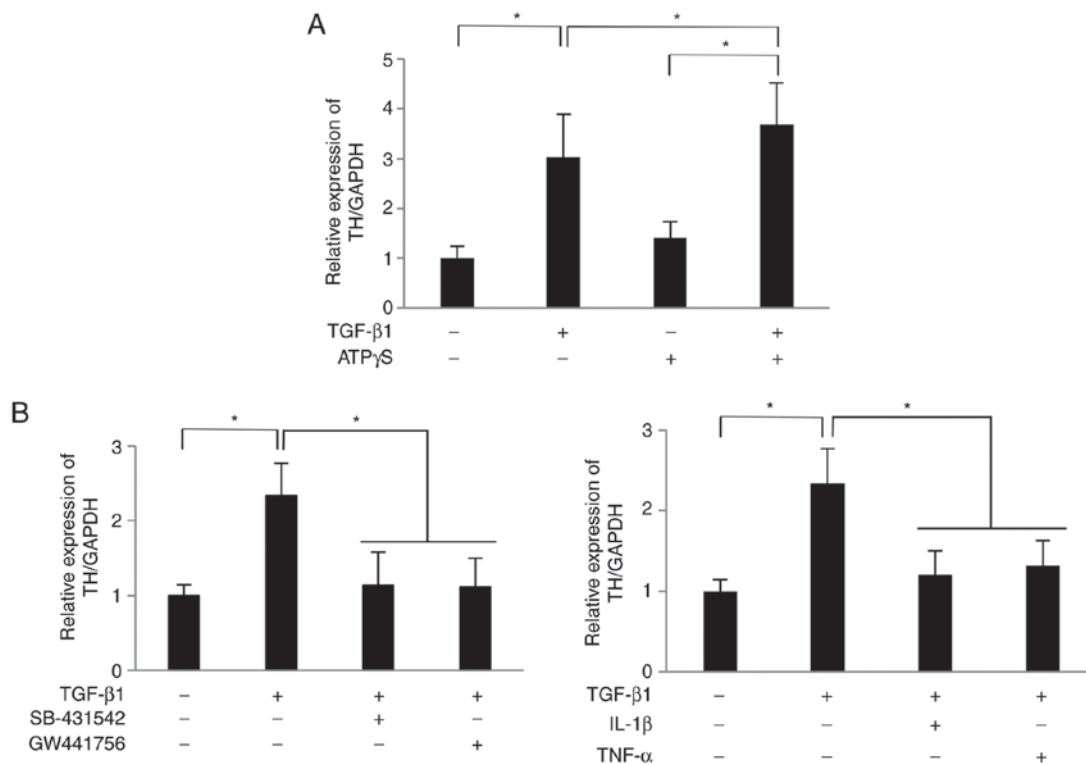 A
* *
*
Relative expression of
TH/GAPDH
5
4
3
2
1
0
TGF-β1 – + – +
ATPγS – – + +
B
* *
Relative expression of
TH/GAPDH
3
2
1
0
TGF-β1 – + + +
SB-431542 – – + –
GW441756 – – – +
* *
Relative expression of
TH/GAPDH
3
2
1
0
TGF-β1 – + + +
IL-1β – – + –
TNF-α – – – +